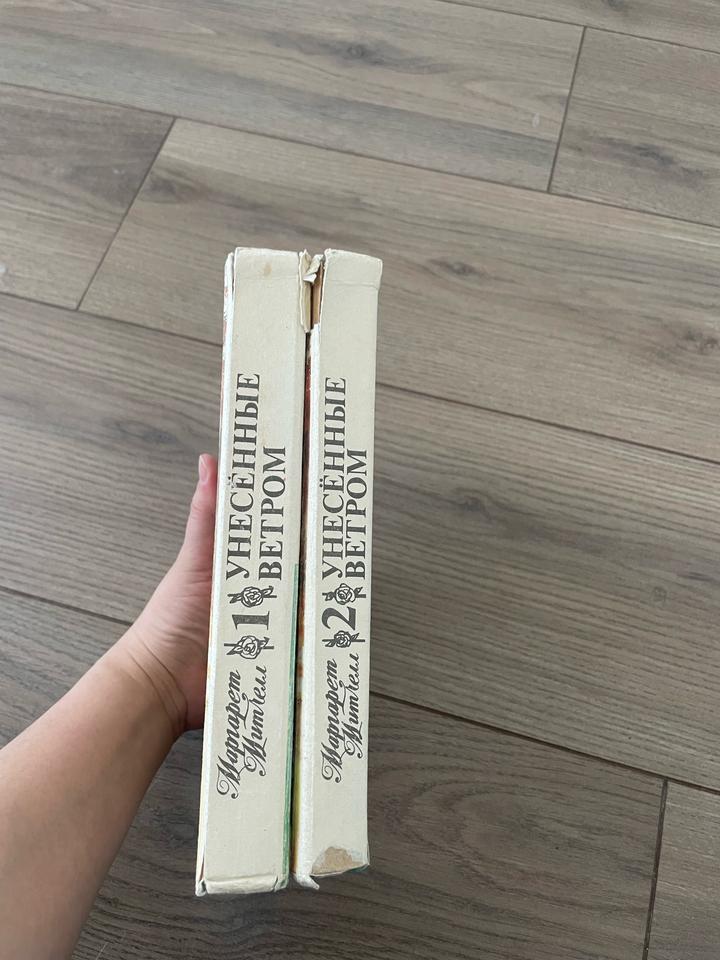 Маргарет
Митчелл
1
УНЕСЁННЫЕ
ВЕТРОМ
Маргарет
Митчелл
2
УНЕСЁННЫЕ
ВЕТРОМ